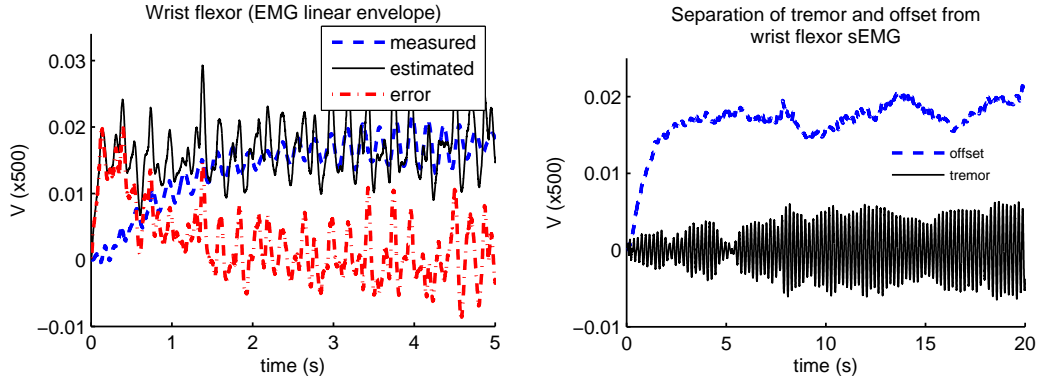 Wrist flexor (EMG linear envelope)
measured
estimated
error
0.03
0.02
0.01
0
−0.01
V (x500)
0
1
2
3
4
5
time (s)
Separation of tremor and offset from
wrist flexor sEMG
0.02
0.01
0
−0.01
V (x500)
offset
tremor
0
5
10
15
20
time (s)